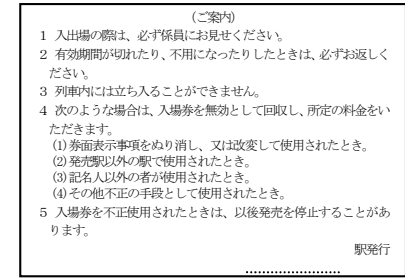 (ご案内)
1 入出場の際は、必ず係員にお見せください。
2 有効期間が切れたり、不用になったりしたときは、必ずお返しく
ださい。
3 列車内には立ち入ることができません。
4 次のような場合は、入場券を無効として回収し、所定の料金をい
ただきます。
(1)券面表示事項をぬり消し、又は改変して使用されたとき。
(2)発売駅以外の駅で使用されたとき。
(3)記名人以外の者が使用されたとき。
(4)その他不正の手段として使用されたとき。
5 入場券を不正使用されたときは、以後発売を停止することがあ
ります。
駅発行